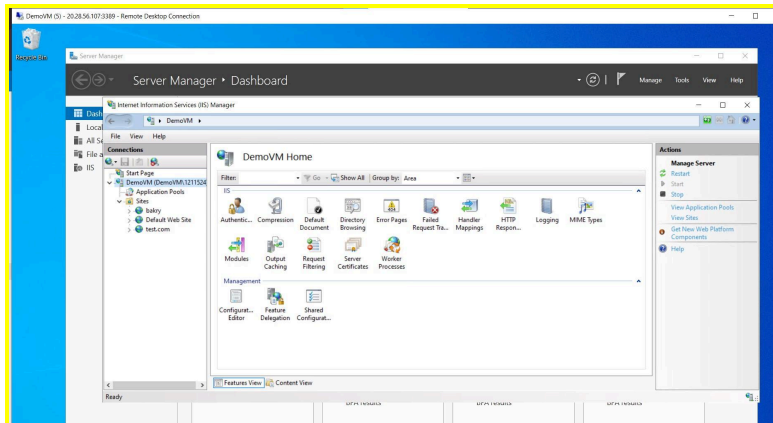 DemoVM (5) - 20.28.56.107:3389 - Remote Desktop Connection
Recycle Bin
Server Manager
Server Manager • Dashboard
Manage Tools View Help
Internet Information Services (IIS) Manager
DemoVM
File View Help
Dash
Local
All Se
File a
IIS
Connections
Start Page
DemoVM (DemoVM\1211524
Application Pools
Sites
bakry
Default Web Site
test.com
DemoVM Home
Filter: Go Show All Group by: Area
IIS
Authentic... Compression Default Document Directory Browsing Error Pages Failed Request Tra... Handler Mappings HTTP Respon... Logging MIME Types
Modules Output Caching Request Filtering Server Certificates Worker Processes
Management
Configurat... Editor Feature Delegation Shared Configurat...
Features View Content View
Ready
Actions
Manage Server
Restart
Start
Stop
View Application Pools
View Sites
Get New Web Platform
Components
Help
BPA results BPA results BPA results